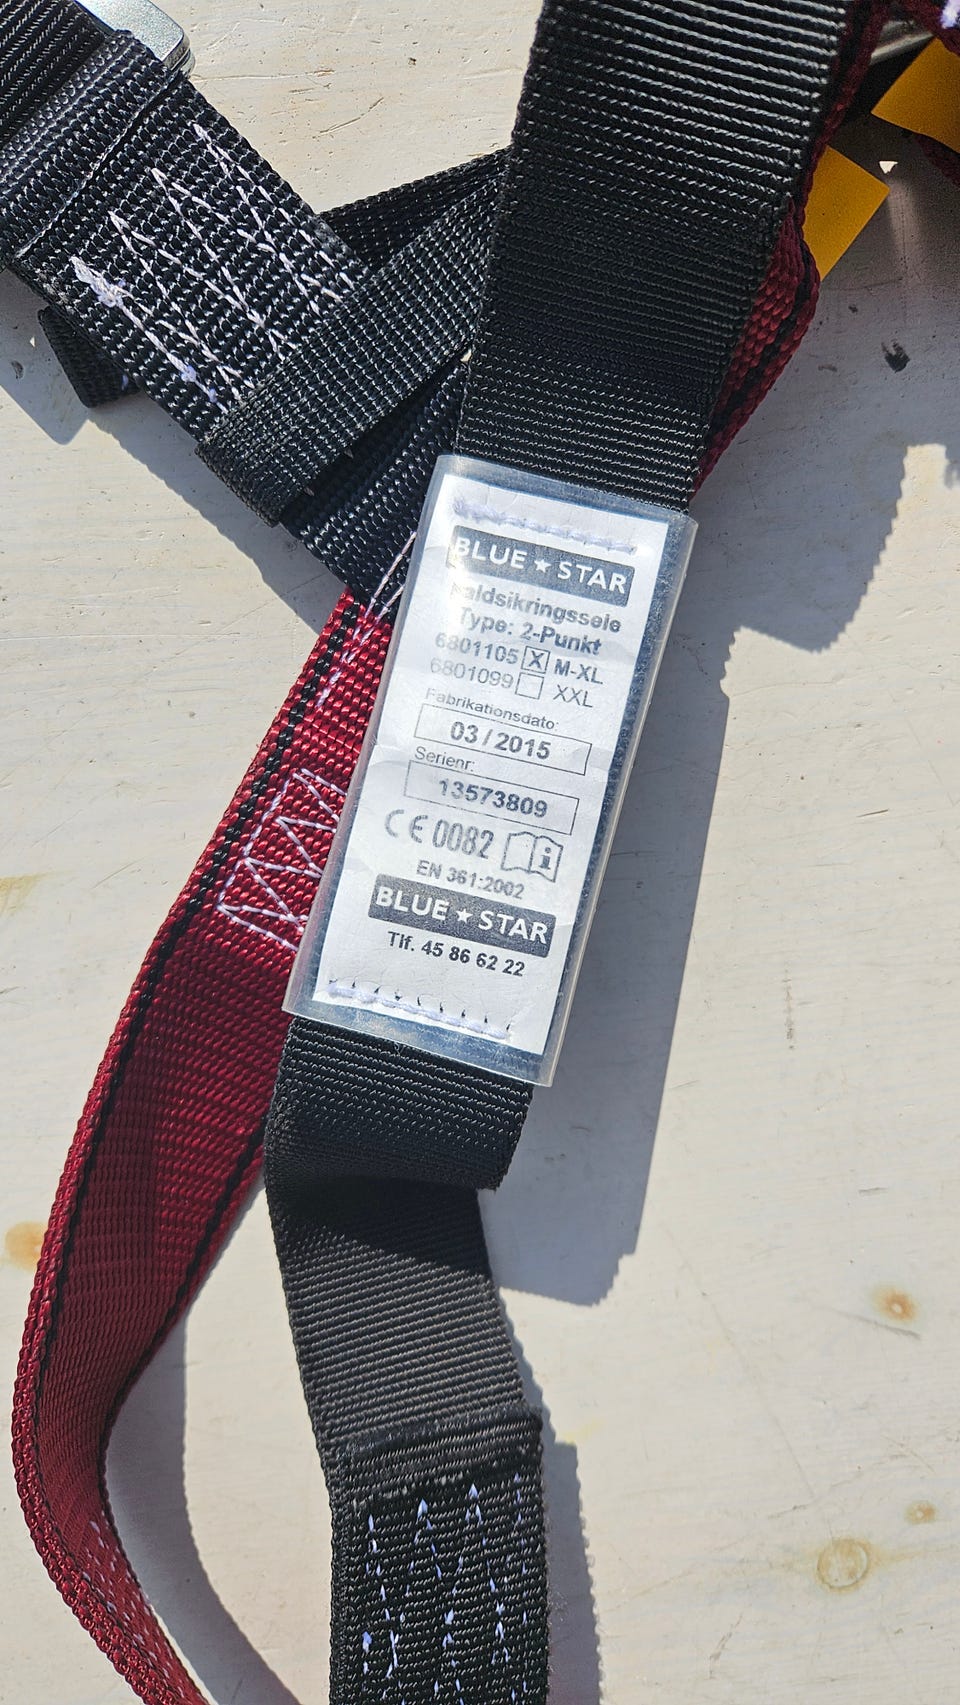 BLUE ★ STAR
Faldsikringssele
Type: 2-Punkt
6801105 X M-XL
6801099 XXL
Fabrikationsdato:
03 / 2015
Serienr:
13573809
CE 0082
EN 361:2002
BLUE ★ STAR
Tlf. 45 86 62 22